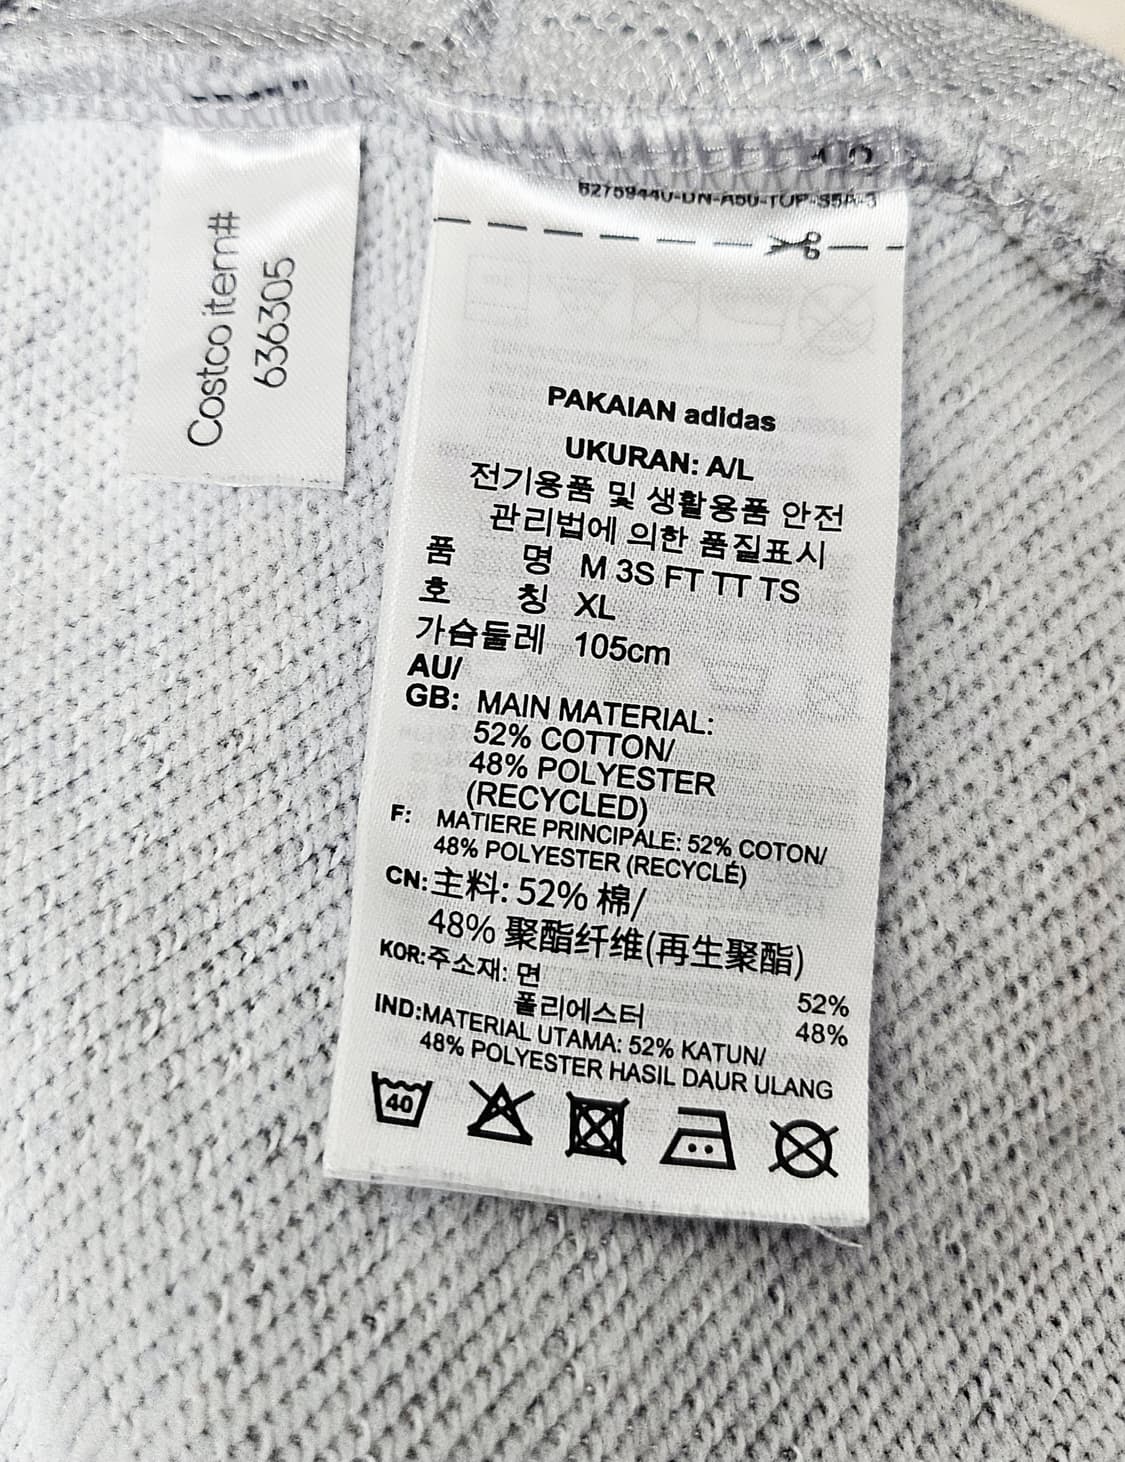 Costco item#
636305
PAKAIAN adidas
UKURAN: A/L
전기용품 및 생활용품 안전
관리법에 의한 품질표시
품 명 M 3S FT TT TS
호 칭 XL
가슴둘레 105cm
AU/
GB: MAIN MATERIAL:
52% COTTON/
48% POLYESTER
(RECYCLED)
F: MATIERE PRINCIPALE: 52% COTON/
48% POLYESTER (RECYCLÉ)
CN:主料: 52% 棉/
48% 聚酯纤维(再生聚酯)
KOR:주소재: 면 52%
폴리에스터 48%
IND:MATERIAL UTAMA: 52% KATUN/
48% POLYESTER HASIL DAUR ULANG
40